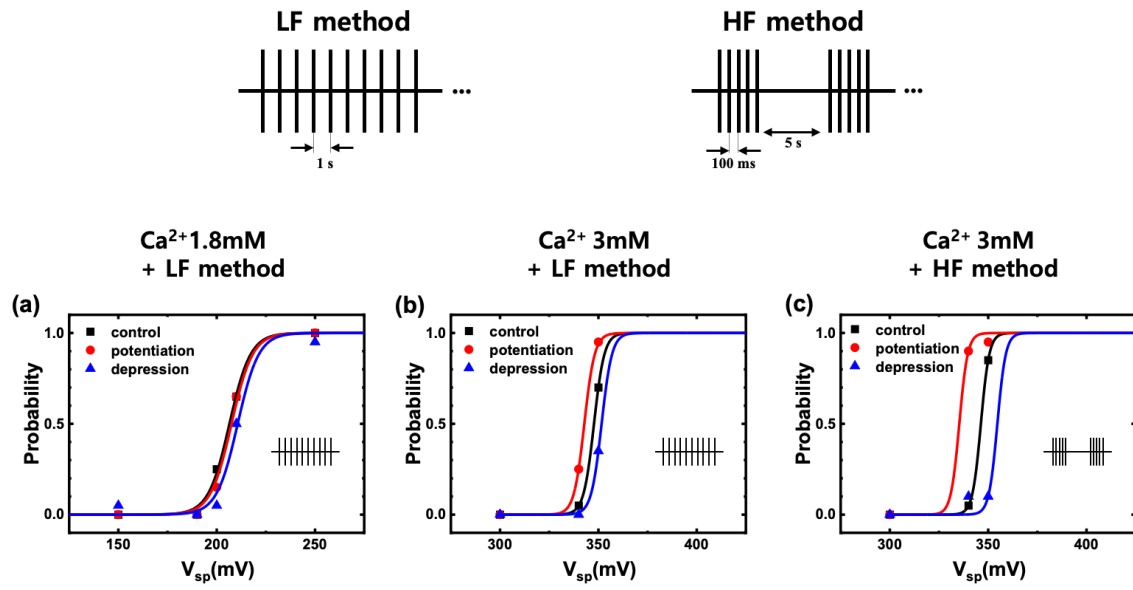 LF method
HF method
...
...
1 s
100 ms
5 s
Ca²⁺1.8mM
+ LF method
Ca²⁺ 3mM
+ LF method
Ca²⁺ 3mM
+ HF method
(a)
1.0
0.5
0.0
Probability
control
potentiation
depression
150
200
250
Vsp(mV)
(b)
1.0
0.5
0.0
Probability
control
potentiation
depression
300
350
400
Vsp(mV)
(c)
1.0
0.5
0.0
Probability
control
potentiation
depression
300
350
400
Vsp(mV)